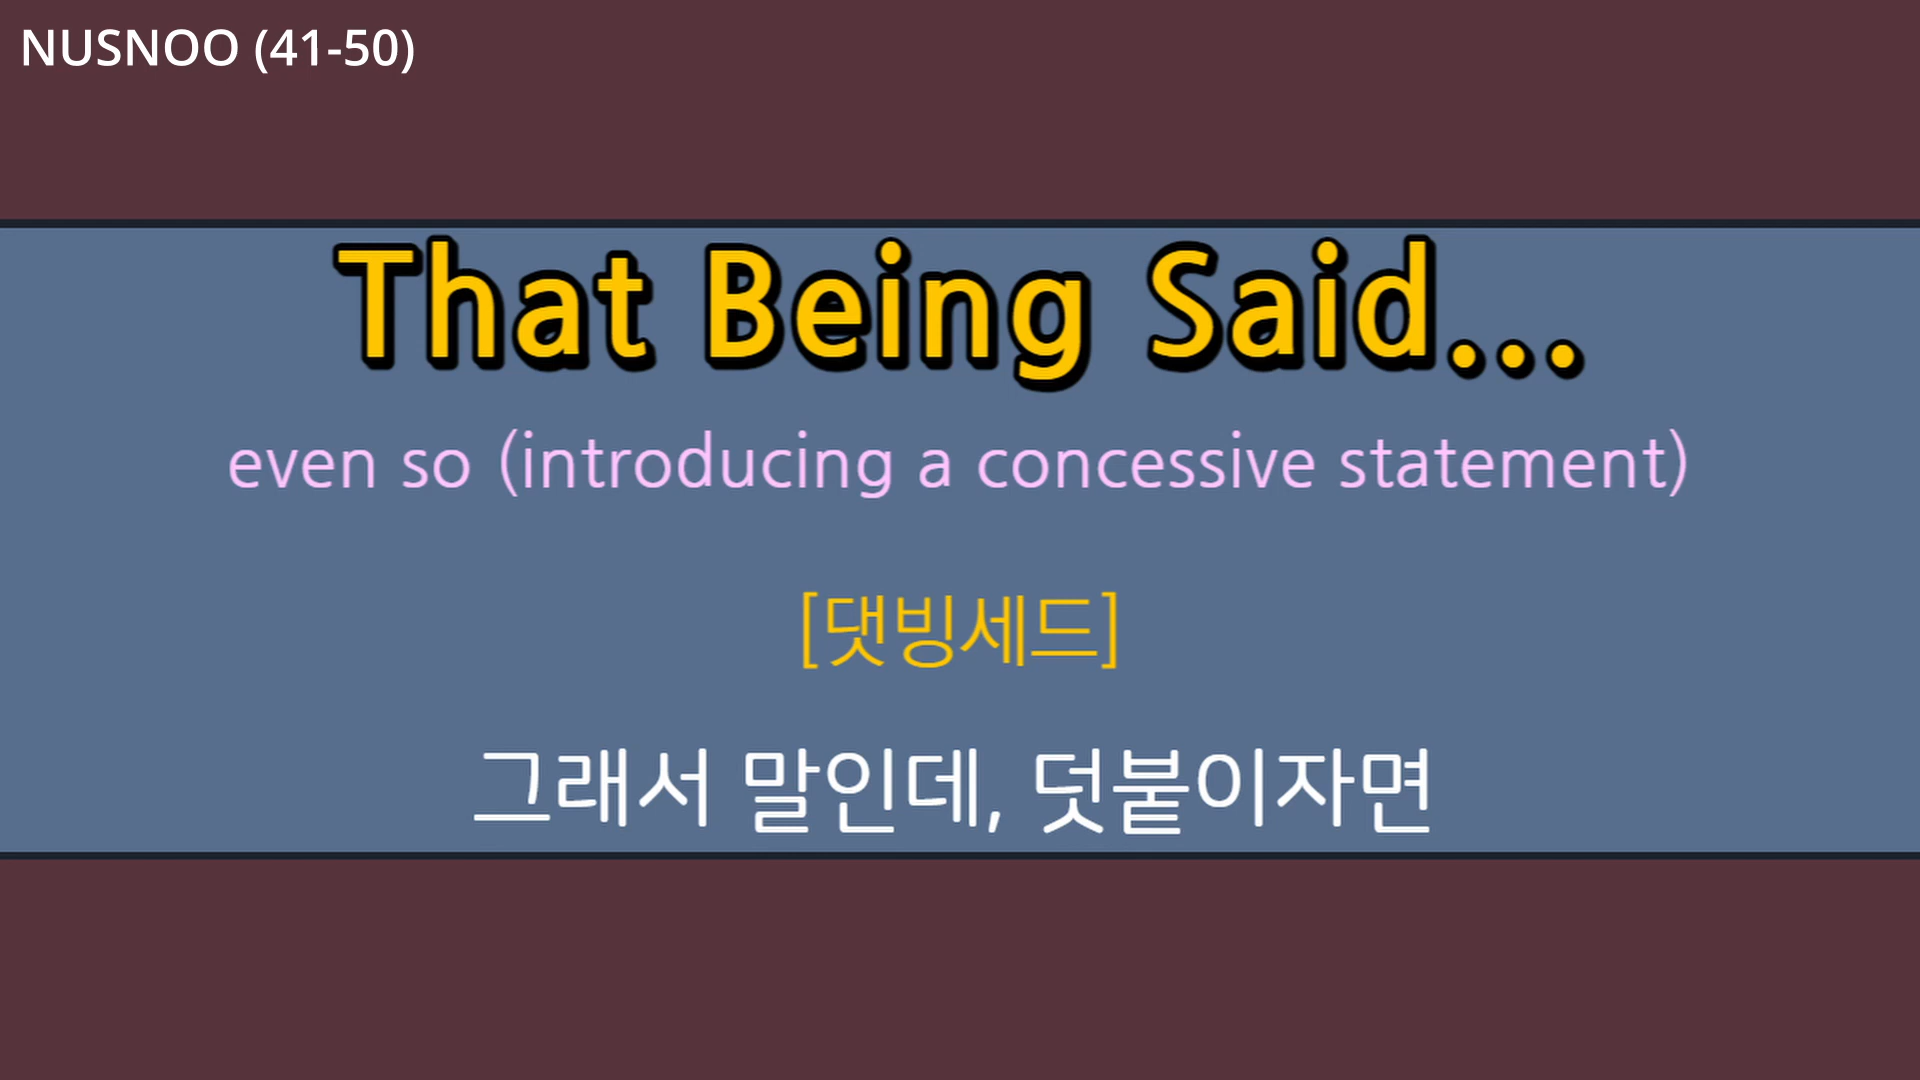 NUSNOO (41-50)
That Being Said...
even so (introducing a concessive statement)
[댓빙세드]
그래서 말인데, 덧붙이자면